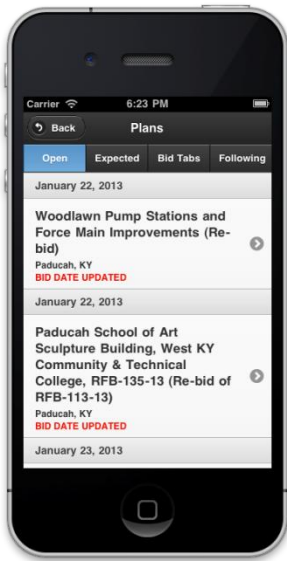 Carrier 6:23 PM
Back Plans
Open Expected Bid Tabs Following
January 22, 2013
Woodlawn Pump Stations and
Force Main Improvements (Re-
bid)
Paducah, KY
BID DATE UPDATED
January 22, 2013
Paducah School of Art
Sculpture Building, West KY
Community & Technical
College, RFB-135-13 (Re-bid of
RFB-113-13)
Paducah, KY
BID DATE UPDATED
January 23, 2013